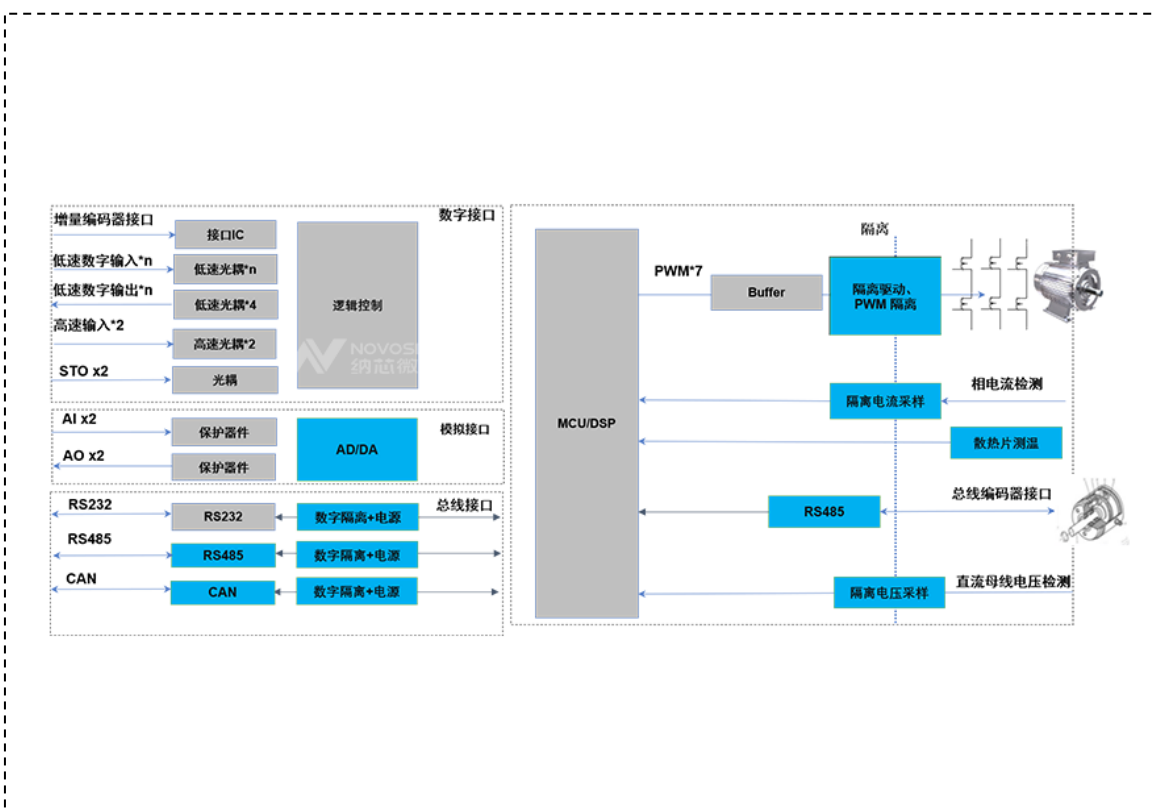 增量编码器接口
数字接口
接口IC
低速数字输入*n
低速光耦*n
低速数字输出*n
低速光耦*4
逻辑控制
高速输入*2
高速光耦*2
NOVOSE
纳芯微
STO x2
光耦
AI x2
保护器件
模拟接口
AD/DA
AO x2
保护器件
总线接口
RS232
RS232
数字隔离+电源
RS485
RS485
数字隔离+电源
CAN
CAN
数字隔离+电源
隔离
PWM*7
Buffer
隔离驱动、
PWM 隔离
相电流检测
隔离电流采样
MCU/DSP
散热片测温
总线编码器接口
RS485
直流母线电压检测
隔离电压采样